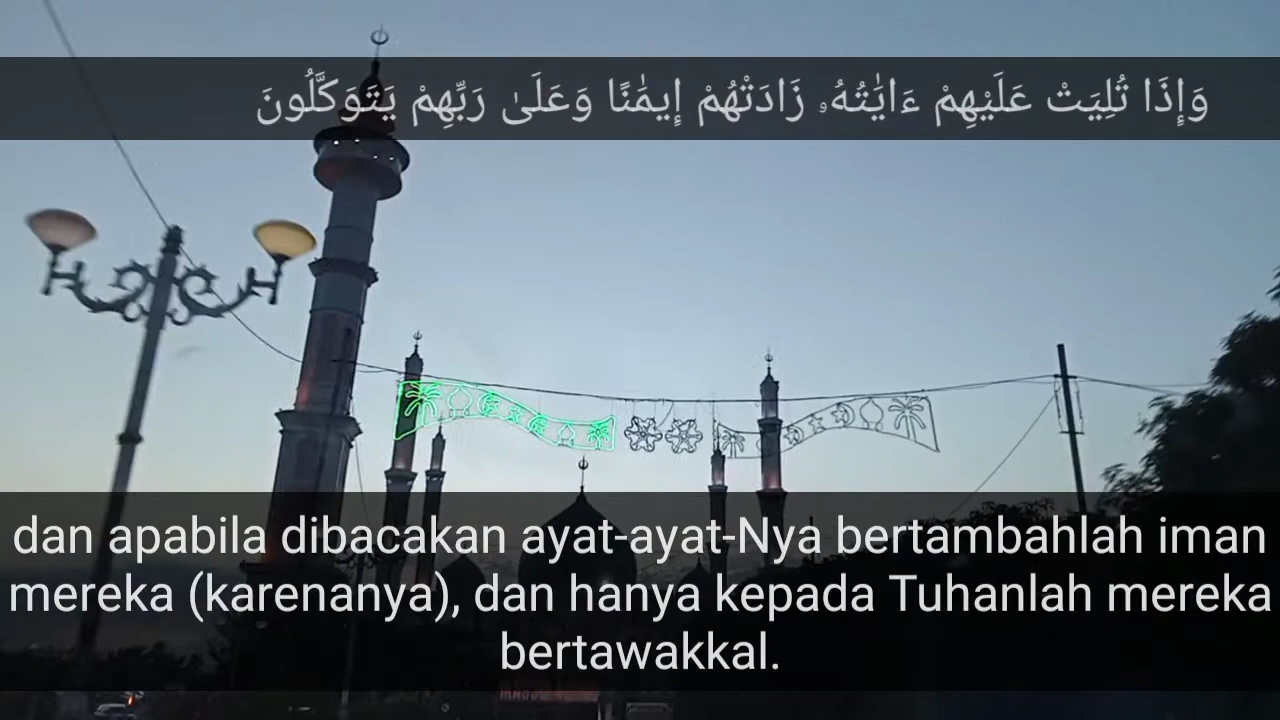 وَإِذَا تُلِيَتْ عَلَيْهِمْ ءَايَٰتُهُۥ زَادَتْهُمْ إِيمَٰنًا وَعَلَىٰ رَبِّهِمْ يَتَوَكَّلُونَ
dan apabila dibacakan ayat-ayat-Nya bertambahlah iman
mereka (karenanya), dan hanya kepada Tuhanlah mereka
bertawakkal.